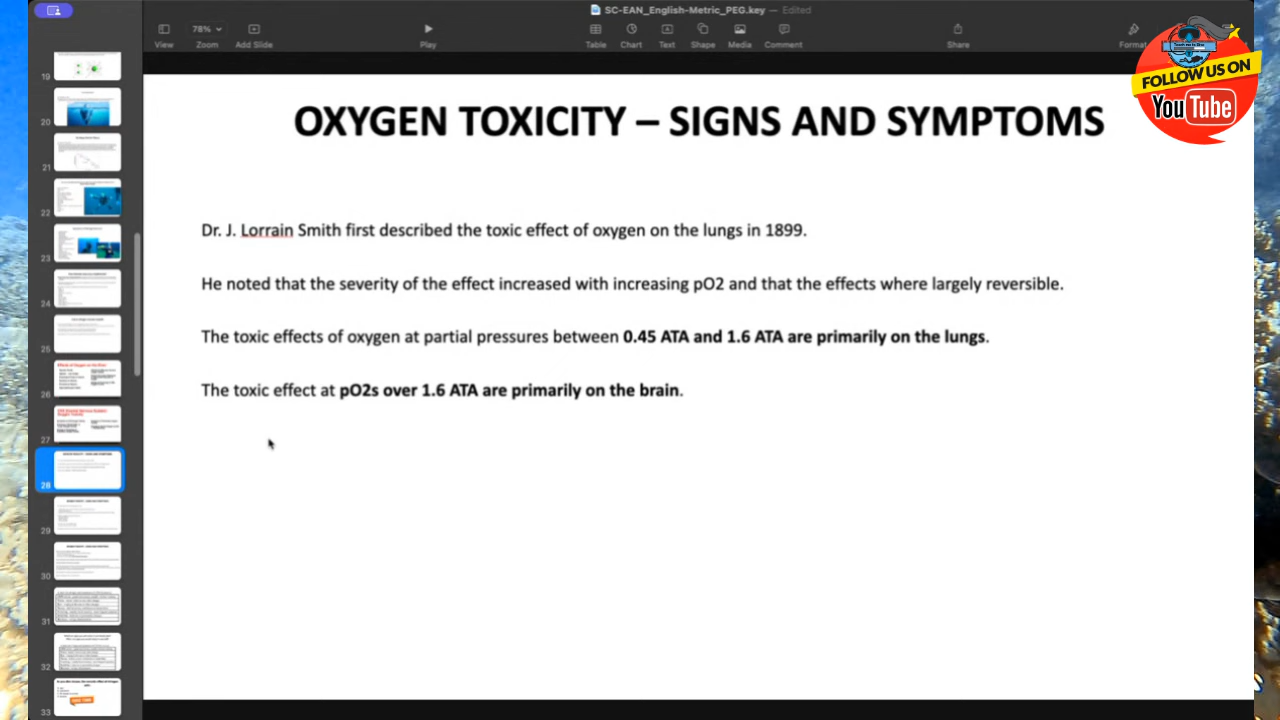 SC-EAN_English-Metric_PEG.key — Edited
78%
View
Zoom
Add Slide
Play
Table
Chart
Text
Shape
Media
Comment
Share
Format
FOLLOW US ON
YouTube
19
20
21
22
23
24
25
26
27
28
29
30
31
32
33
OXYGEN TOXICITY – SIGNS AND SYMPTOMS
Dr. J. Lorrain Smith first described the toxic effect of oxygen on the lungs in 1899.
He noted that the severity of the effect increased with increasing pO2 and that the effects where largely reversible.
The toxic effects of oxygen at partial pressures between 0.45 ATA and 1.6 ATA are primarily on the lungs.
The toxic effect at pO2s over 1.6 ATA are primarily on the brain.